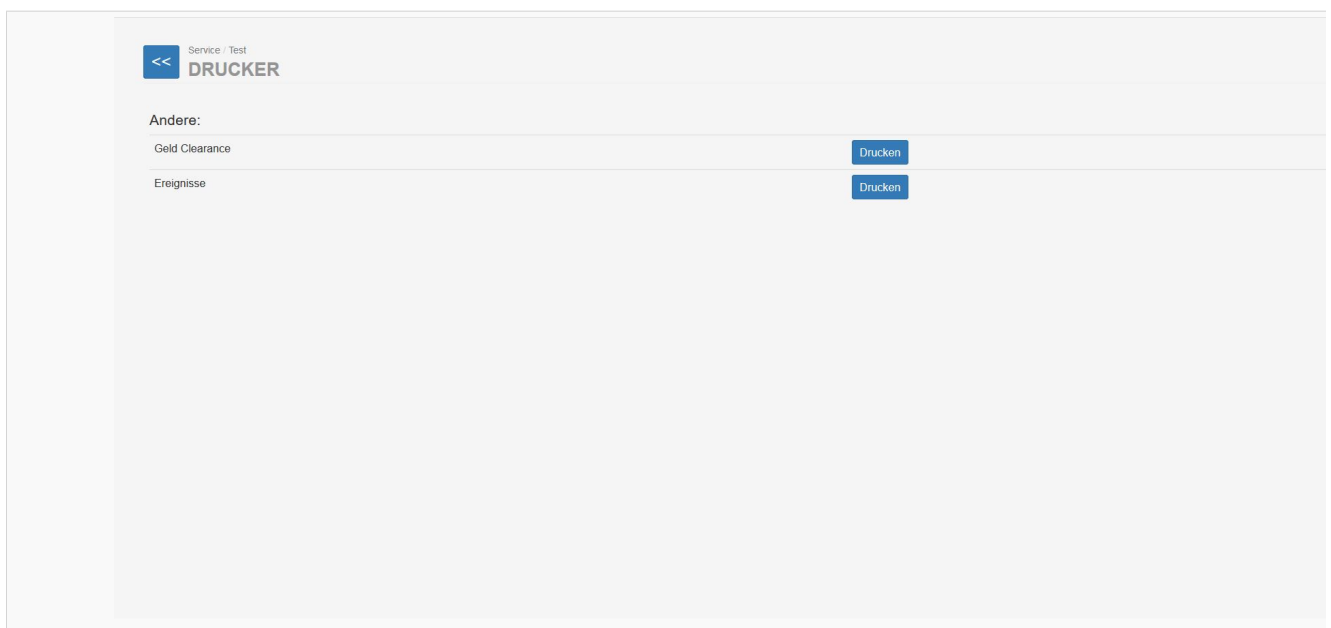 <<
Service / Test
DRUCKER
Andere:
Geld Clearance
Drucken
Ereignisse
Drucken